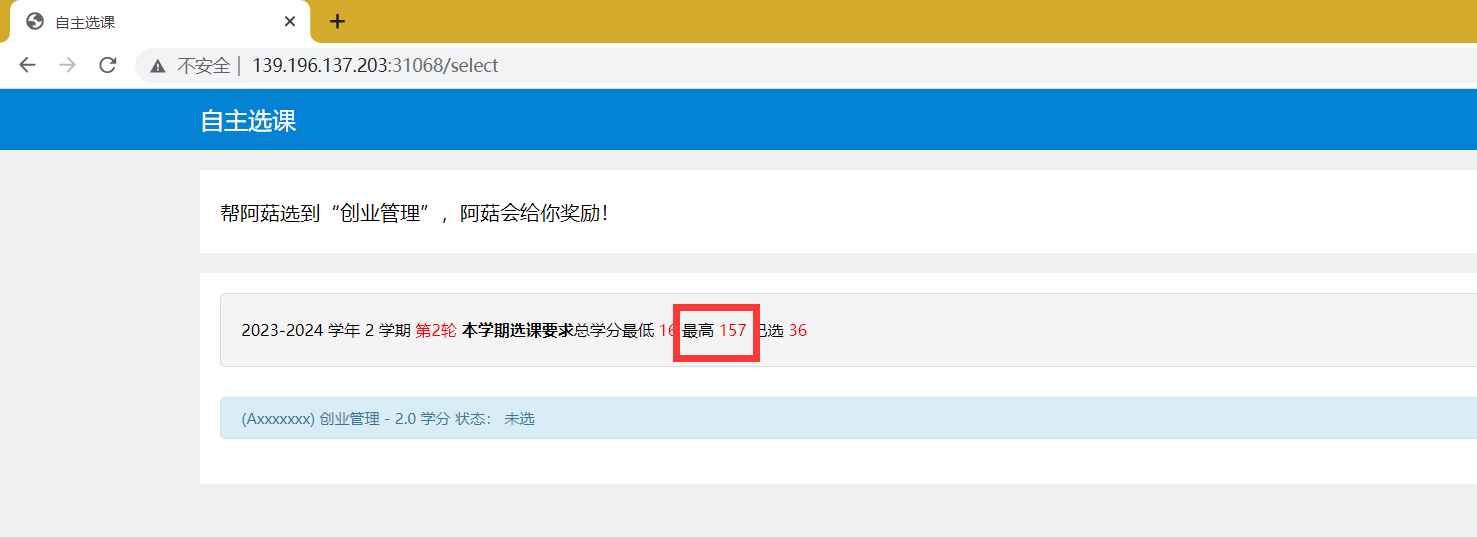 自主选课
不安全 | 139.196.137.203:31068/select
自主选课
帮阿菇选到“创业管理”，阿菇会给你奖励！
2023-2024 学年 2 学期 第2轮 本学期选课要求总学分最低 16 最高 157 已选 36
(Axxxxxxx) 创业管理 - 2.0 学分 状态： 未选